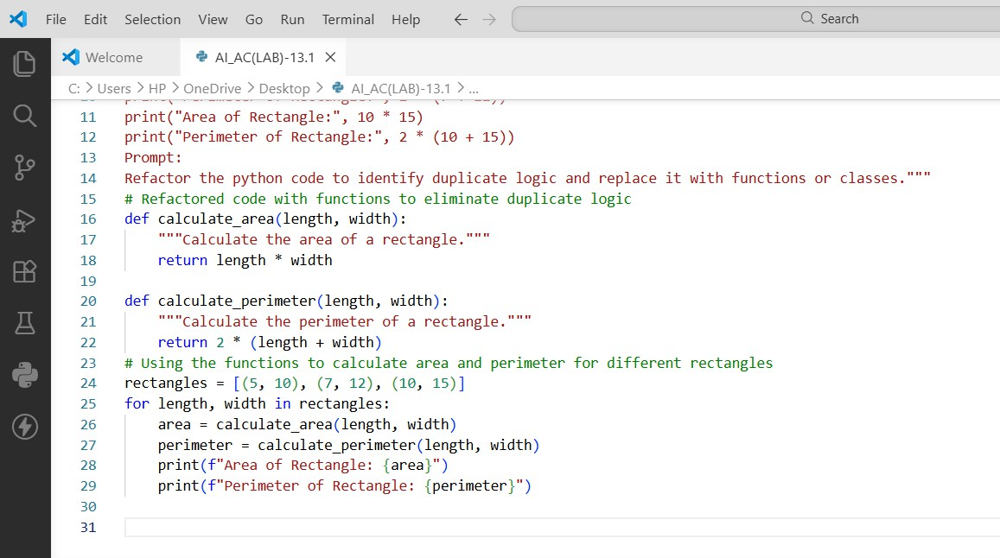 File Edit Selection View Go Run Terminal Help Search
Welcome AI_AC(LAB)-13.1
C: > Users > HP > OneDrive > Desktop > AI_AC(LAB)-13.1 > ...
11 print("Area of Rectangle:", 10 * 15)
12 print("Perimeter of Rectangle:", 2 * (10 + 15))
13 Prompt:
14 Refactor the python code to identify duplicate logic and replace it with functions or classes."""
15 # Refactored code with functions to eliminate duplicate logic
16 def calculate_area(length, width):
17     """Calculate the area of a rectangle."""
18     return length * width
19
20 def calculate_perimeter(length, width):
21     """Calculate the perimeter of a rectangle."""
22     return 2 * (length + width)
23 # Using the functions to calculate area and perimeter for different rectangles
24 rectangles = [(5, 10), (7, 12), (10, 15)]
25 for length, width in rectangles:
26     area = calculate_area(length, width)
27     perimeter = calculate_perimeter(length, width)
28     print(f"Area of Rectangle: {area}")
29     print(f"Perimeter of Rectangle: {perimeter}")
30
31